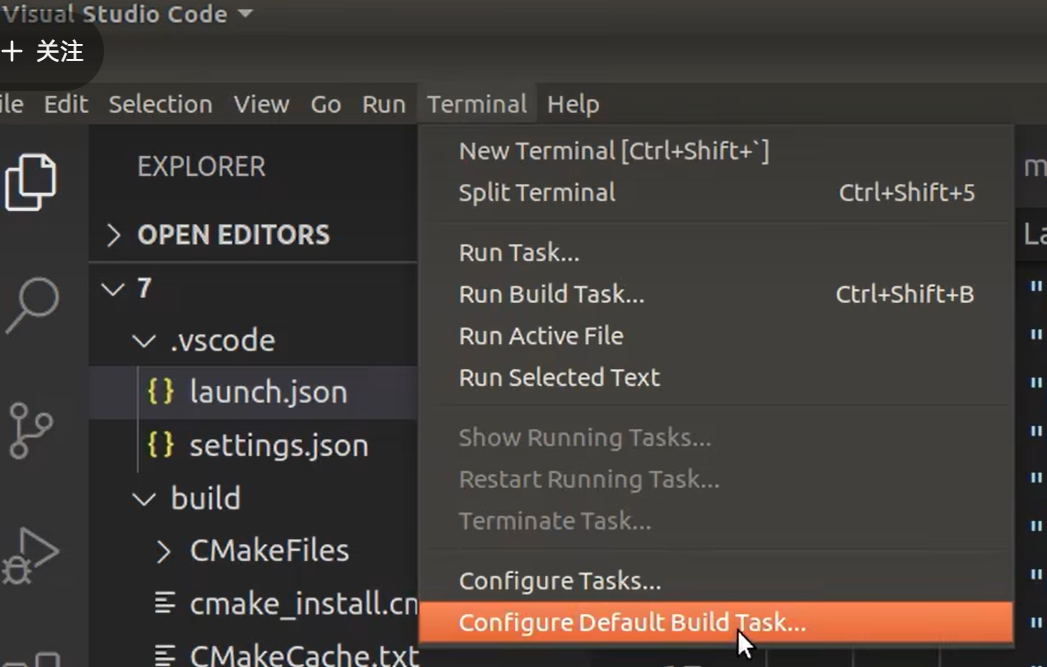 Visual Studio Code
关注
ile Edit Selection View Go Run Terminal Help
EXPLORER
OPEN EDITORS
7
.vscode
{} launch.json
{} settings.json
build
CMakeFiles
cmake_install.cm
CMakeCache.txt
New Terminal [Ctrl+Shift+`]
Split Terminal Ctrl+Shift+5
Run Task...
Run Build Task... Ctrl+Shift+B
Run Active File
Run Selected Text
Show Running Tasks...
Restart Running Task...
Terminate Task...
Configure Tasks...
Configure Default Build Task...